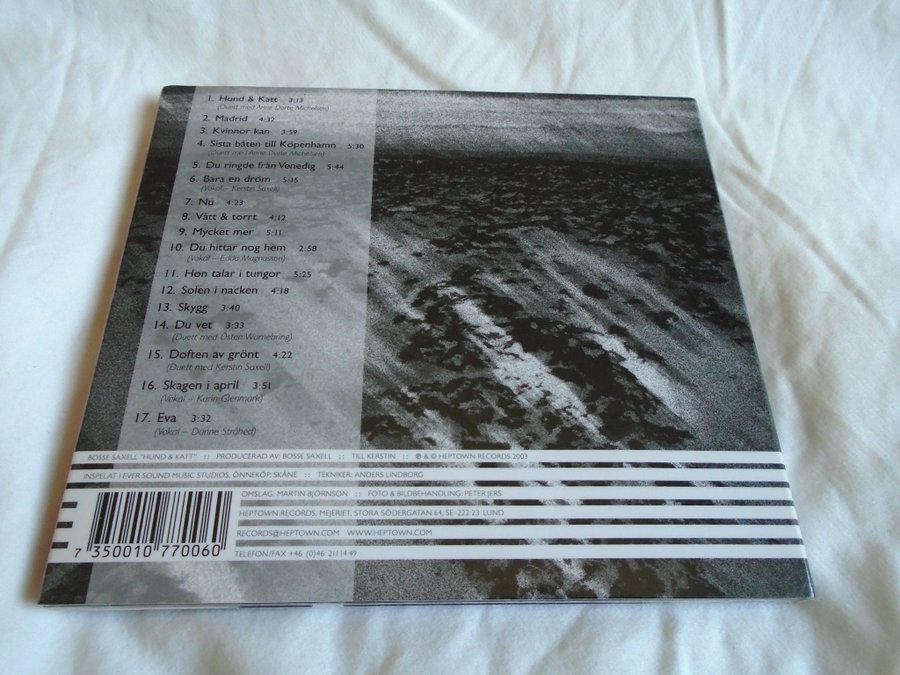 1. Hund & Katt 3:13
(Duett med Anne Dorte Michelsen)
2. Madrid 4:32
3. Kvinnor kan 3:59
4. Sista båten till Köpenhamn 5:30
(Duett med Anne Dorte Michelsen)
5. Du ringde från Venedig 5:44
6. Bara en dröm 5:15
(Vokal – Kerstin Saxell)
7. Nu 4:23
8. Vått & torrt 4:12
9. Mycket mer 5:11
10. Du hittar nog hem 2:58
(Vokal – Edda Magnasson)
11. Hon talar i tungor 5:25
12. Solen i nacken 4:18
13. Skygg 3:40
14. Du vet 3:33
(Duett med Östen Warnebring)
15. Doften av grönt 4:22
(Duett med Kerstin Saxell)
16. Skagen i april 3:51
(Vokal – Karin Glenmark)
17. Eva 3:32
(Vokal – Danne Stråhed)
BOSSE SAXELL "HUND & KATT" :: PRODUCERAD AV: BOSSE SAXELL :: TILL KERSTIN :: ℗ & © HEPTOWN RECORDS 2003
INSPELAT I EVER SOUND MUSIC STUDIOS, ÖNNEKÖP, SKÅNE :: TEKNIKER: ANDERS LINDBORG
OMSLAG: MARTIN BJÖRNSON :: FOTO & BILDBEHANDLING: PETER JERS
HEPTOWN RECORDS, MEJERIET, STORA SÖDERGATAN 64, SE-222 23 LUND
RECORDS@HEPTOWN.COM WWW.HEPTOWN.COM
TELEFON/FAX +46 (0)46 211 14 49
7 350010 770060